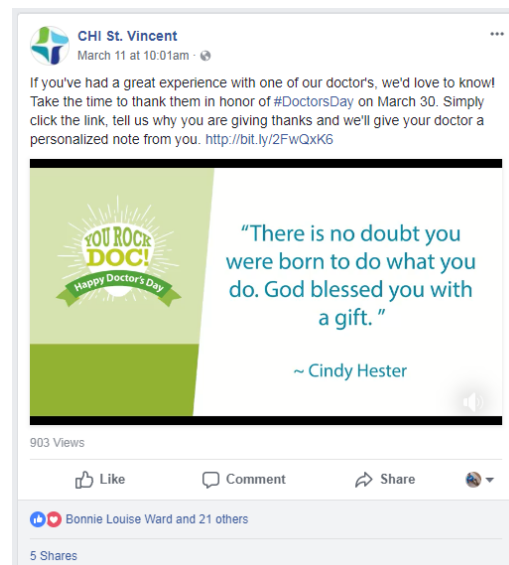 CHI St. Vincent
March 11 at 10:01am ·
If you've had a great experience with one of our doctor's, we'd love to know!
Take the time to thank them in honor of #DoctorsDay on March 30. Simply
click the link, tell us why you are giving thanks and we'll give your doctor a
personalized note from you. http://bit.ly/2FwQxK6
YOU ROCK
DOC!
Happy Doctor's Day
“There is no doubt you
were born to do what you
do. God blessed you with
a gift. ”
~ Cindy Hester
903 Views
Like Comment Share
Bonnie Louise Ward and 21 others
5 Shares